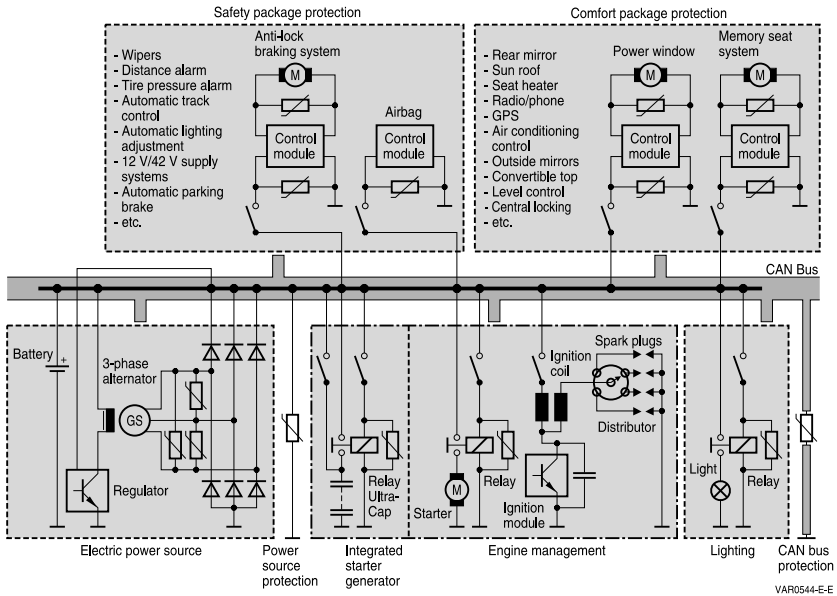 Safety package protection
Comfort package protection
- Wipers
- Distance alarm
- Tire pressure alarm
- Automatic track
control
- Automatic lighting
adjustment
- 12 V/42 V supply
systems
- Automatic parking
brake
- etc.
Anti-lock
braking system
M
Control
module
Airbag
Control
module
- Rear mirror
- Sun roof
- Seat heater
- Radio/phone
- GPS
- Air conditioning
control
- Outside mirrors
- Convertible top
- Level control
- Central locking
- etc.
Power window
M
Control
module
Memory seat
system
M
Control
module
CAN Bus
Battery
+
3-phase
alternator
GS
Regulator
Relay
Ultra-
Cap
M
Starter
Relay
Ignition
coil
Spark plugs
Distributor
Ignition
module
Light
Relay
Electric power source
Power
source
protection
Integrated
starter
generator
Engine management
Lighting
CAN bus
protection
VAR0544-E-E